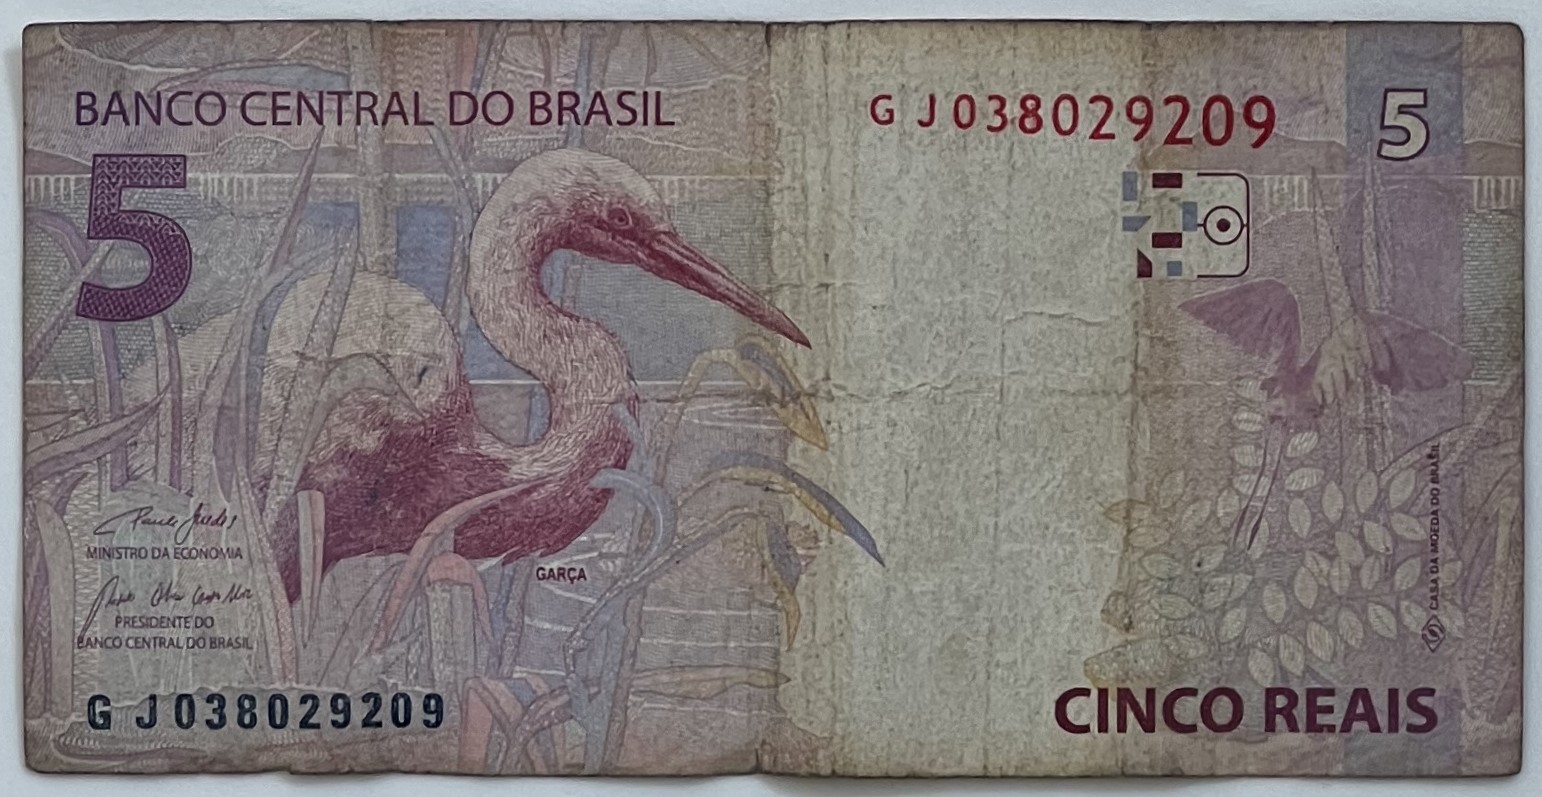 BANCO CENTRAL DO BRASIL
G J 038029209
5
5
GARÇA
MINISTRO DA ECONOMIA
PRESIDENTE DO
BANCO CENTRAL DO BRASIL
G J 038029209
CASA DA MOEDA DO BRASIL
CINCO REAIS